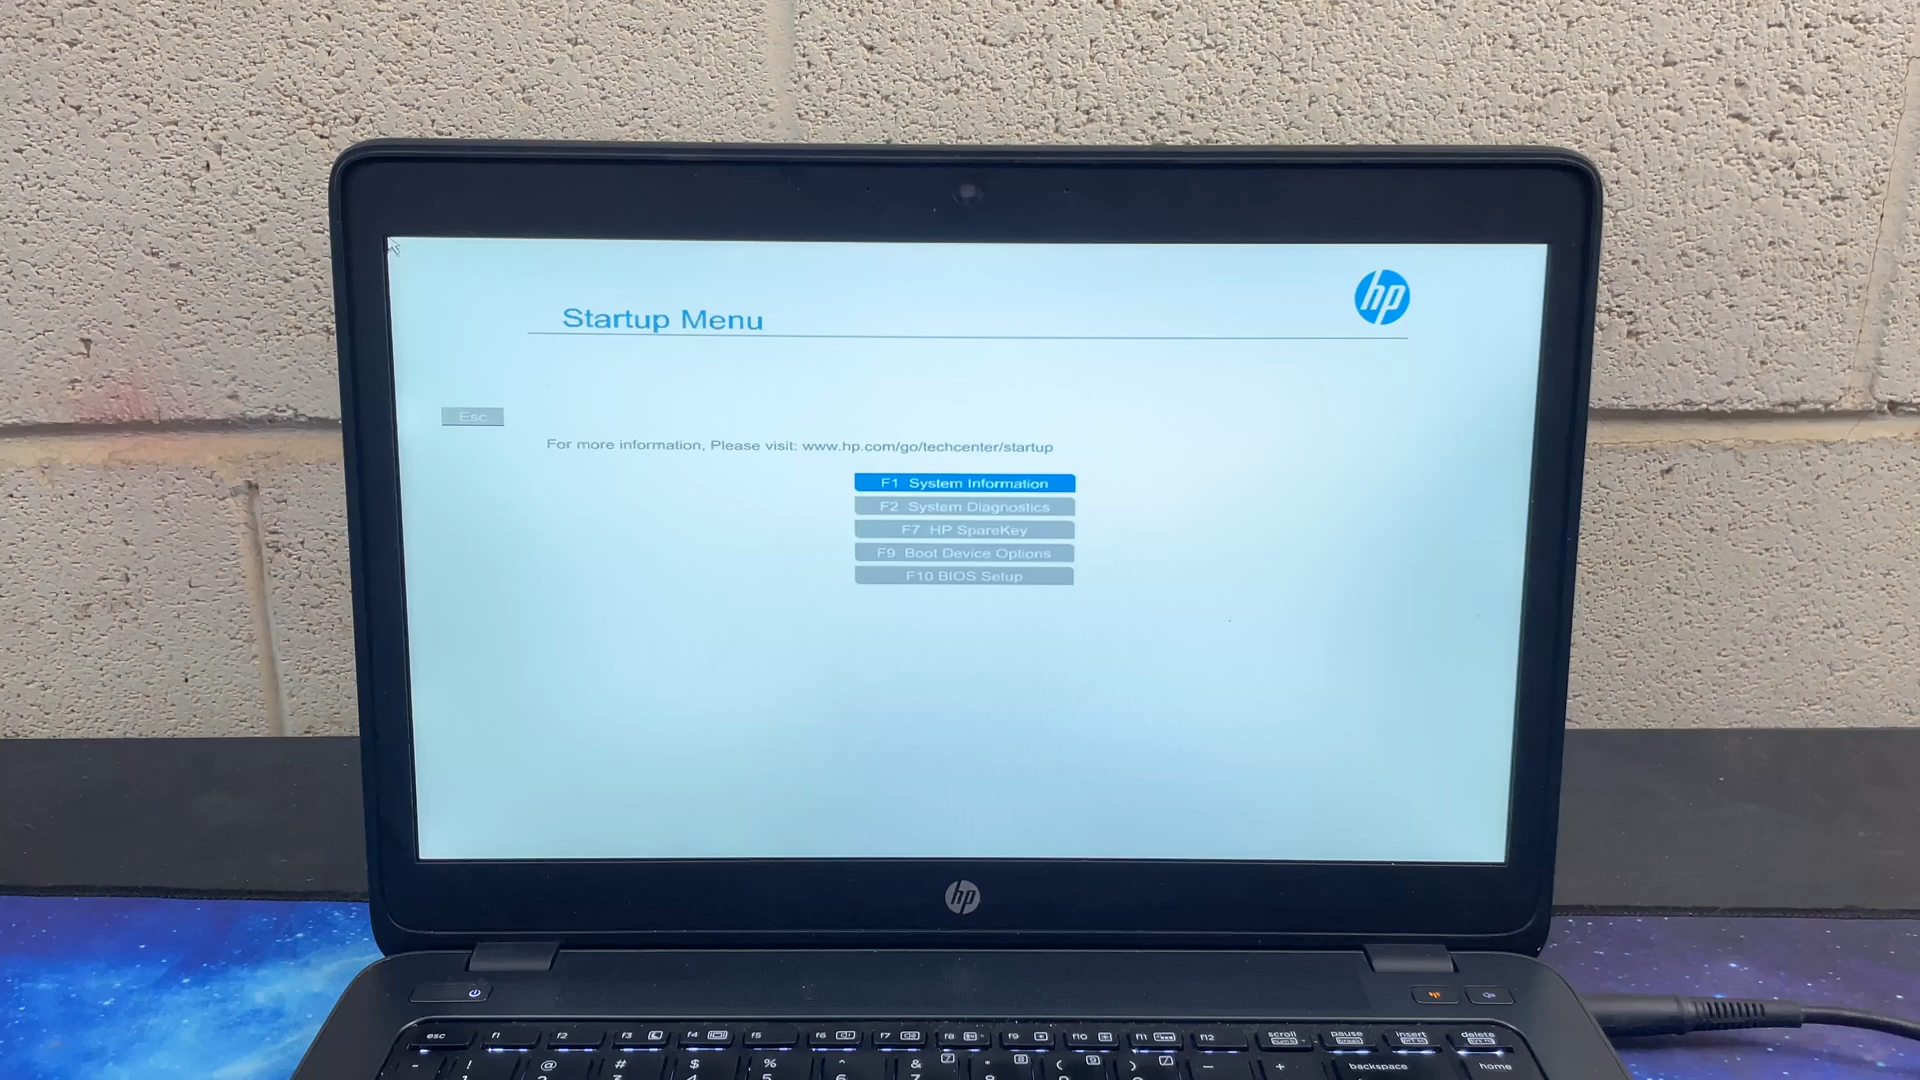 hp
Startup Menu
Esc
For more information, Please visit: www.hp.com/go/techcenter/startup
F1 System Information
F2 System Diagnostics
F7 HP SpareKey
F9 Boot Device Options
F10 BIOS Setup
hp
esc f1 f2 f3 f4 f5 f6 f7 f8 f9 f10 f11 f12 scroll pause insert delete
! @ # $ % ^ & * ( ) – + backspace home